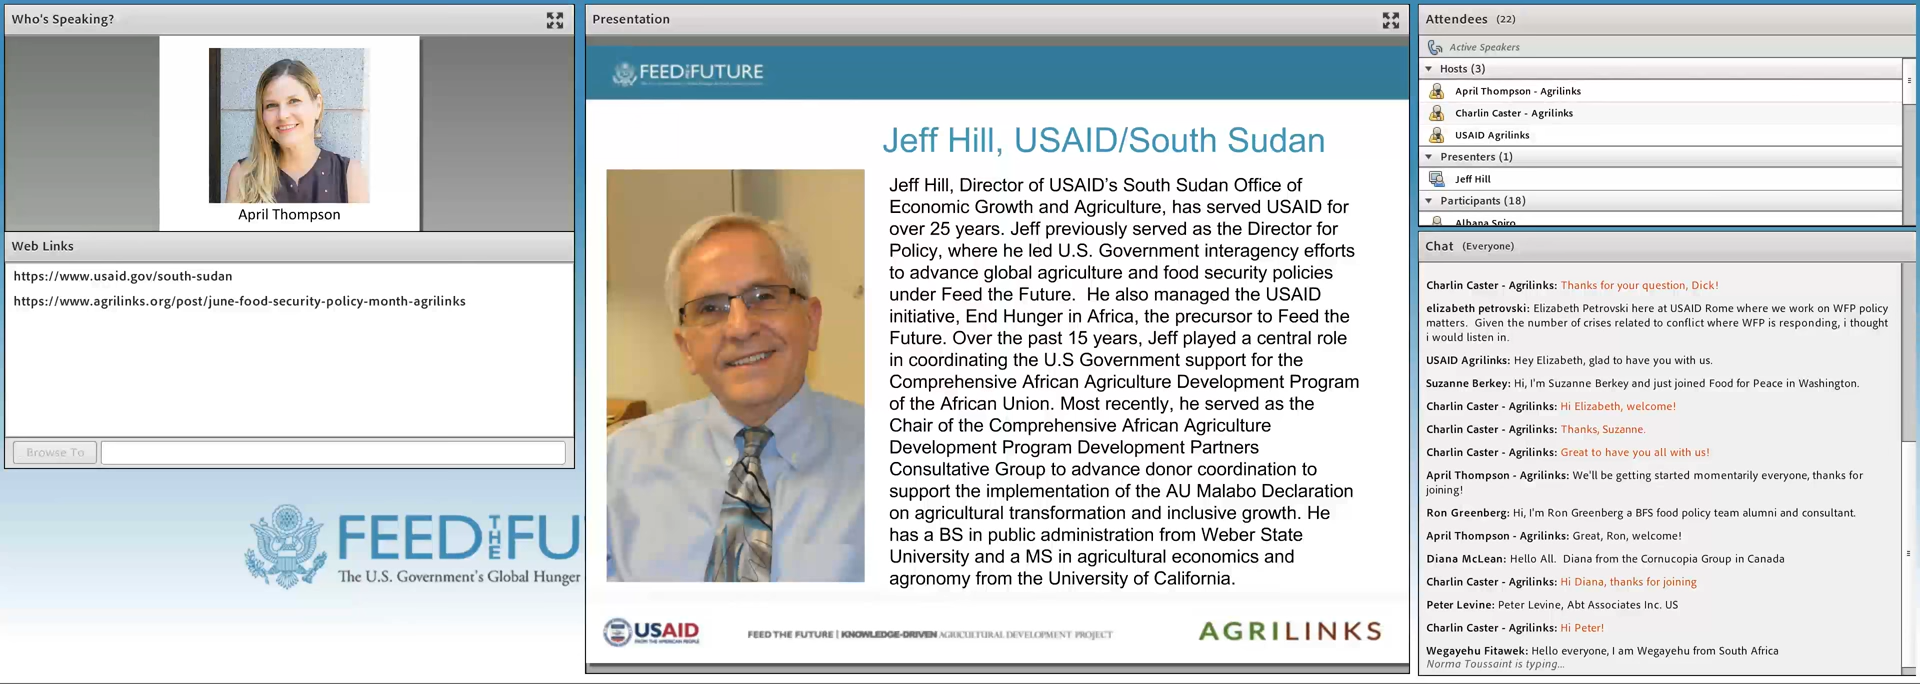 Who's Speaking?
April Thompson
Web Links
https://www.usaid.gov/south-sudan
https://www.agrilinks.org/post/june-food-security-policy-month-agrilinks
Browse To
FEED THE FU
The U.S. Government's Global Hunger
Presentation
FEED THE FUTURE
Jeff Hill, USAID/South Sudan
Jeff Hill, Director of USAID's South Sudan Office of
Economic Growth and Agriculture, has served USAID for
over 25 years. Jeff previously served as the Director for
Policy, where he led U.S. Government interagency efforts
to advance global agriculture and food security policies
under Feed the Future.  He also managed the USAID
initiative, End Hunger in Africa, the precursor to Feed the
Future. Over the past 15 years, Jeff played a central role
in coordinating the U.S Government support for the
Comprehensive African Agriculture Development Program
of the African Union. Most recently, he served as the
Chair of the Comprehensive African Agriculture
Development Program Development Partners
Consultative Group to advance donor coordination to
support the implementation of the AU Malabo Declaration
on agricultural transformation and inclusive growth. He
has a BS in public administration from Weber State
University and a MS in agricultural economics and
agronomy from the University of California.
USAID
FROM THE AMERICAN PEOPLE
FEED THE FUTURE | KNOWLEDGE-DRIVEN AGRICULTURAL DEVELOPMENT PROJECT
AGRILINKS
Attendees (22)
Active Speakers
Hosts (3)
April Thompson - Agrilinks
Charlin Caster - Agrilinks
USAID Agrilinks
Presenters (1)
Jeff Hill
Participants (18)
Albana Spiro
Chat (Everyone)
Charlin Caster - Agrilinks: Thanks for your question, Dick!
elizabeth petrovski: Elizabeth Petrovski here at USAID Rome where we work on WFP policy
matters.  Given the number of crises related to conflict where WFP is responding, i thought
i would listen in.
USAID Agrilinks: Hey Elizabeth, glad to have you with us.
Suzanne Berkey: Hi, I'm Suzanne Berkey and just joined Food for Peace in Washington.
Charlin Caster - Agrilinks: Hi Elizabeth, welcome!
Charlin Caster - Agrilinks: Thanks, Suzanne.
Charlin Caster - Agrilinks: Great to have you all with us!
April Thompson - Agrilinks: We'll be getting started momentarily everyone, thanks for
joining!
Ron Greenberg: Hi, I'm Ron Greenberg a BFS food policy team alumni and consultant.
April Thompson - Agrilinks: Great, Ron, welcome!
Diana McLean: Hello All.  Diana from the Cornucopia Group in Canada
Charlin Caster - Agrilinks: Hi Diana, thanks for joining
Peter Levine: Peter Levine, Abt Associates Inc. US
Charlin Caster - Agrilinks: Hi Peter!
Wegayehu Fitawek: Hello everyone, I am Wegayehu from South Africa
Norma Toussaint is typing...